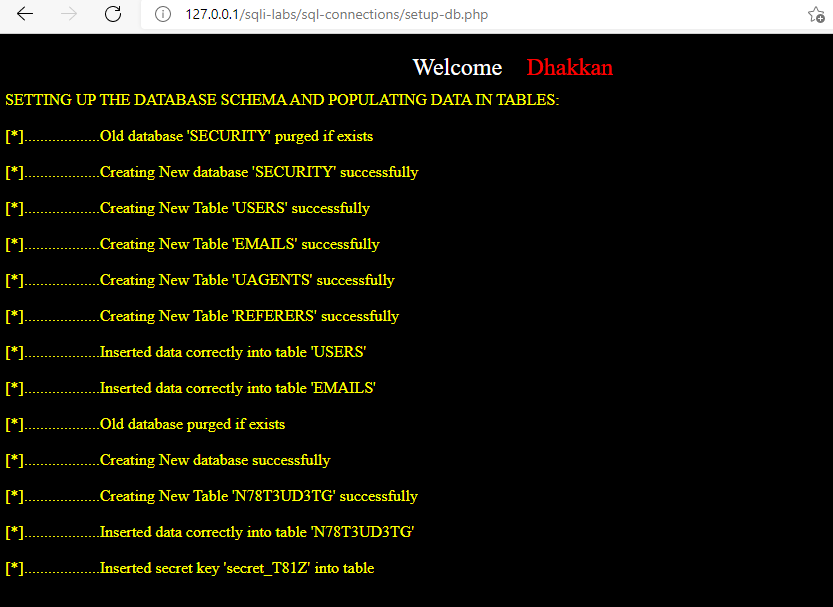 127.0.0.1/sqli-labs/sql-connections/setup-db.php
Welcome Dhakkan
SETTING UP THE DATABASE SCHEMA AND POPULATING DATA IN TABLES:
[*]...................Old database 'SECURITY' purged if exists
[*]...................Creating New database 'SECURITY' successfully
[*]...................Creating New Table 'USERS' successfully
[*]...................Creating New Table 'EMAILS' successfully
[*]...................Creating New Table 'UAGENTS' successfully
[*]...................Creating New Table 'REFERERS' successfully
[*]...................Inserted data correctly into table 'USERS'
[*]...................Inserted data correctly into table 'EMAILS'
[*]...................Old database purged if exists
[*]...................Creating New database successfully
[*]...................Creating New Table 'N78T3UD3TG' successfully
[*]...................Inserted data correctly into table 'N78T3UD3TG'
[*]...................Inserted secret key 'secret_T81Z' into table